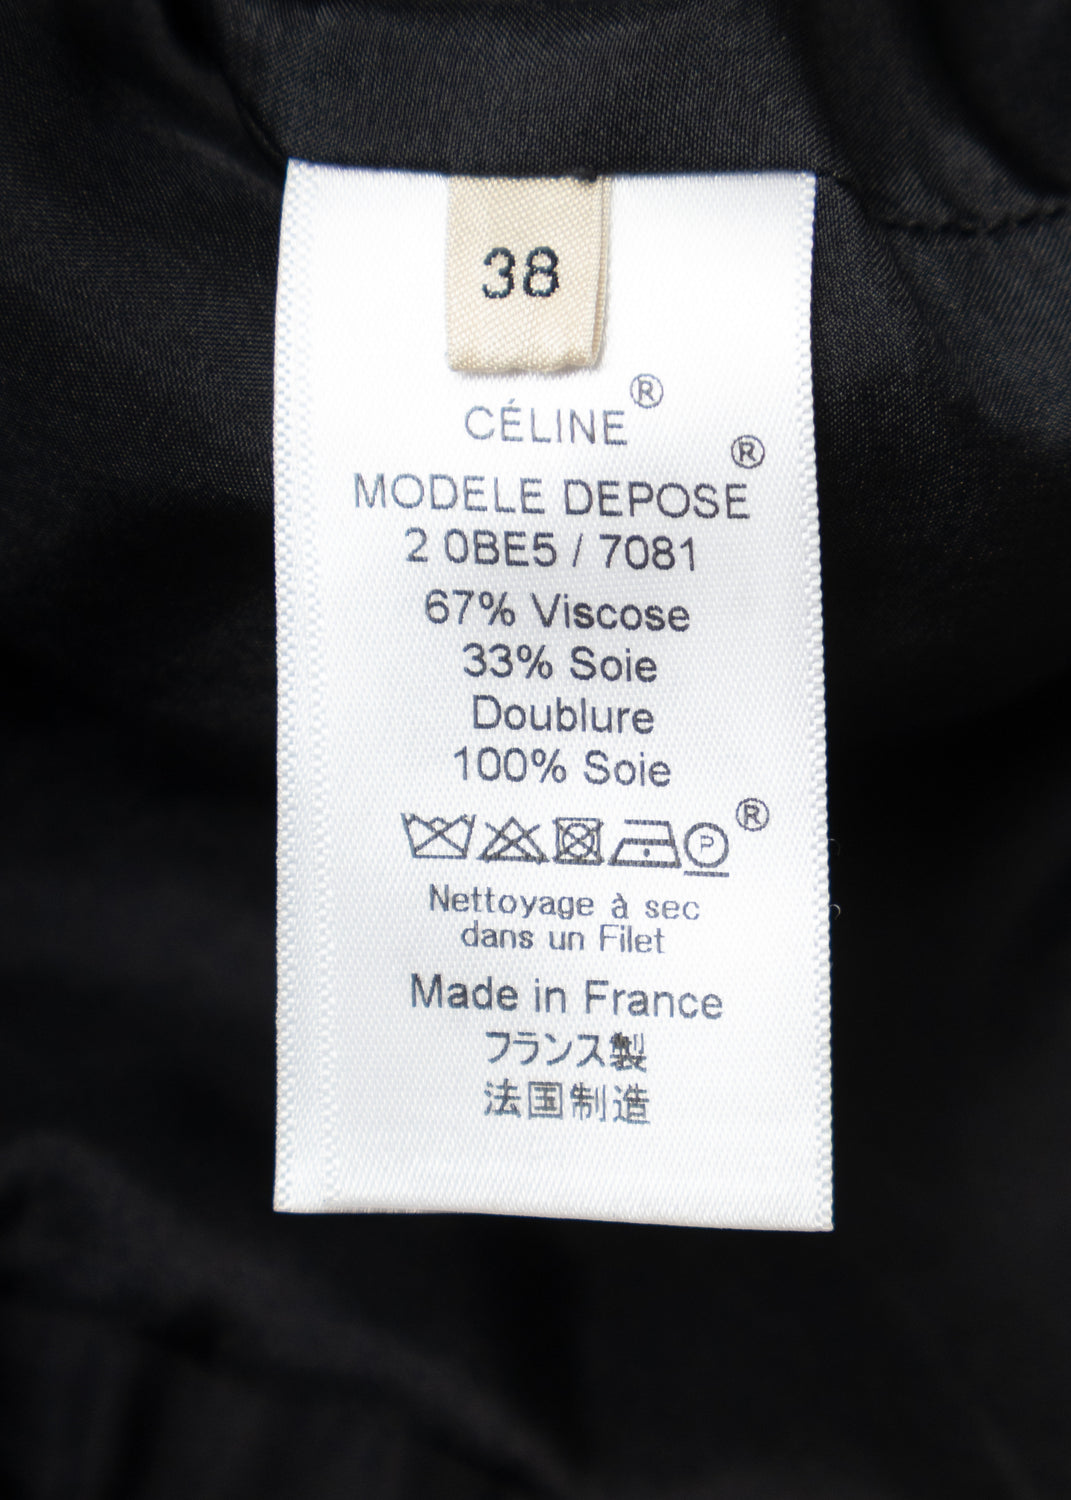 38
CÉLINE®
MODELE DEPOSE®
2 0BE5 / 7081
67% Viscose
33% Soie
Doublure
100% Soie
P ®
Nettoyage à sec
dans un Filet
Made in France
フランス製
法国制造